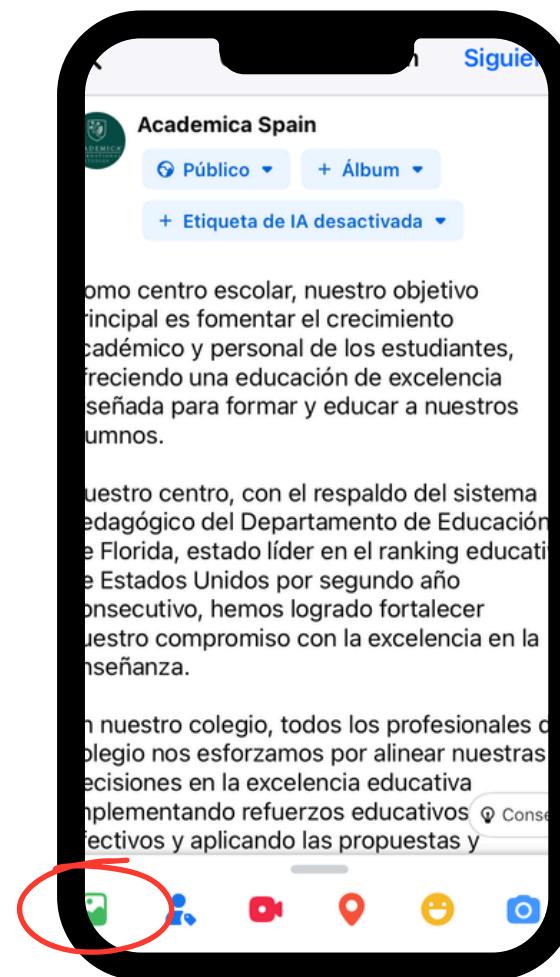 Siguie
Academica Spain
Público
+ Álbum
+ Etiqueta de IA desactivada
omo centro escolar, nuestro objetivo
rincipal es fomentar el crecimiento
cadémico y personal de los estudiantes,
freciendo una educación de excelencia
señada para formar y educar a nuestros
umnos.
uestro centro, con el respaldo del sistema
edagógico del Departamento de Educación
e Florida, estado líder en el ranking educati
e Estados Unidos por segundo año
onsecutivo, hemos logrado fortalecer
uestro compromiso con la excelencia en la
nseñanza.
n nuestro colegio, todos los profesionales d
olegio nos esforzamos por alinear nuestras
ecisiones en la excelencia educativa
mplementando refuerzos educativos
Conse
fectivos y aplicando las propuestas y